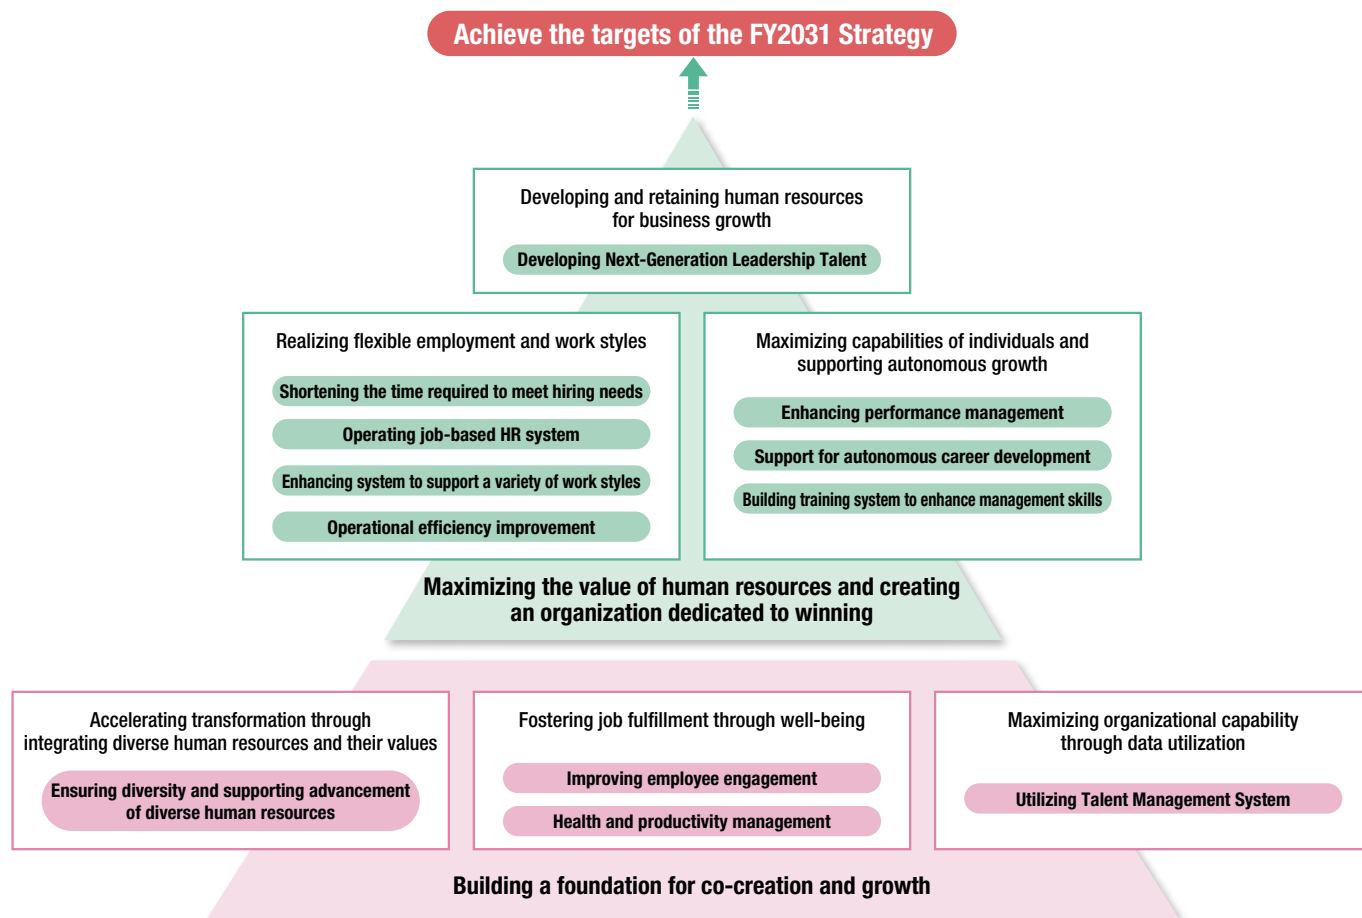 Achieve the targets of the FY2031 Strategy
Developing and retaining human resources
for business growth
Developing Next-Generation Leadership Talent
Realizing flexible employment and work styles
Shortening the time required to meet hiring needs
Operating job-based HR system
Enhancing system to support a variety of work styles
Operational efficiency improvement
Maximizing capabilities of individuals and
supporting autonomous growth
Enhancing performance management
Support for autonomous career development
Building training system to enhance management skills
Maximizing the value of human resources and creating
an organization dedicated to winning
Accelerating transformation through
integrating diverse human resources and their values
Ensuring diversity and supporting advancement
of diverse human resources
Fostering job fulfillment through well-being
Improving employee engagement
Health and productivity management
Maximizing organizational capability
through data utilization
Utilizing Talent Management System
Building a foundation for co-creation and growth